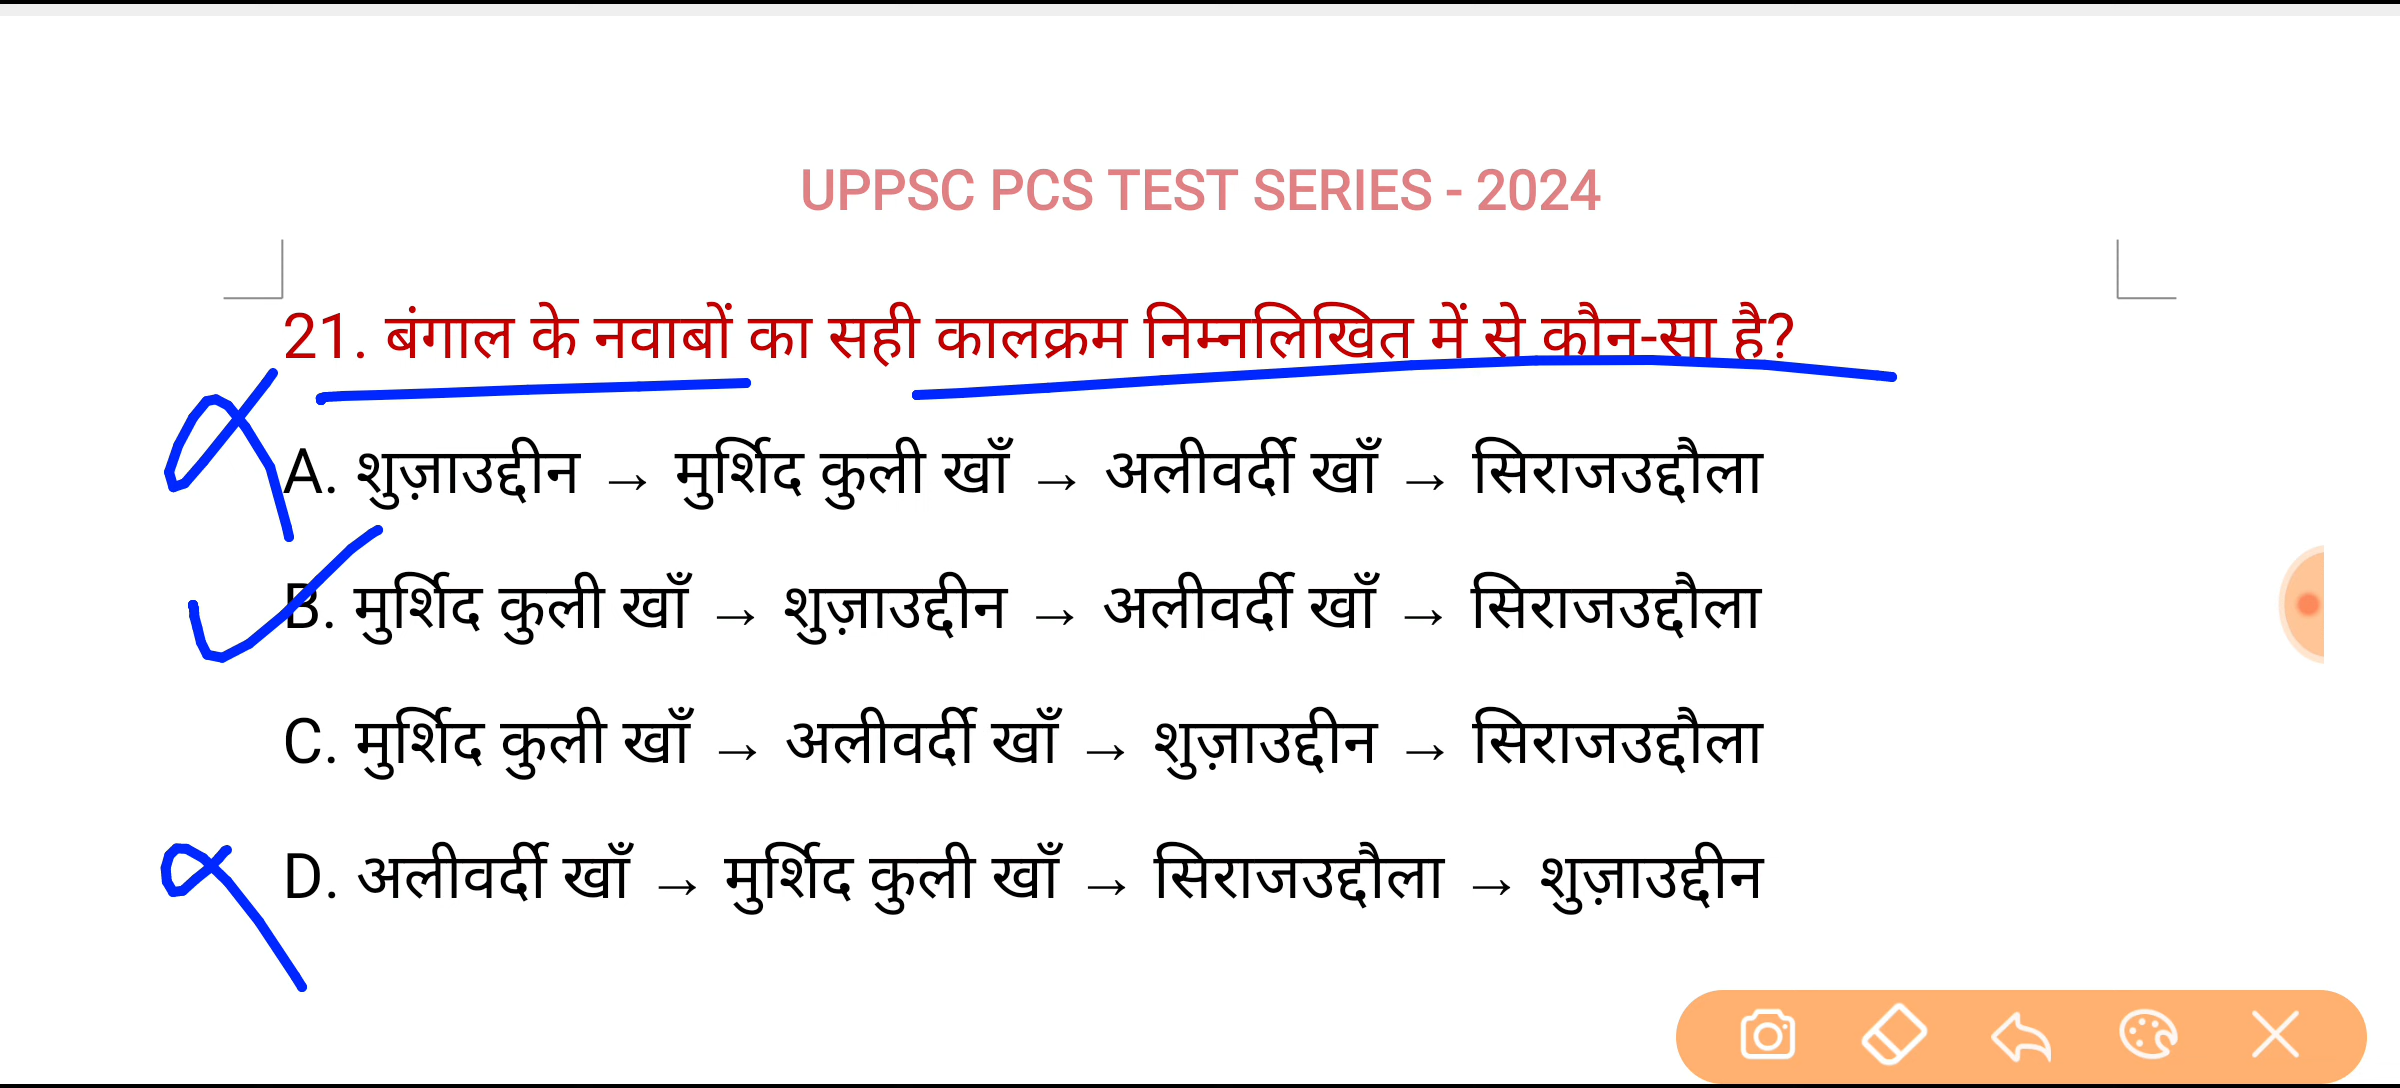 UPPSC PCS TEST SERIES - 2024
21. बंगाल के नवाबों का सही कालक्रम निम्नलिखित में से कौन-सा है?
A. शुज़ाउद्दीन → मुर्शिद कुली खाँ → अलीवर्दी खाँ → सिराजउद्दौला
B. मुर्शिद कुली खाँ → शुज़ाउद्दीन → अलीवर्दी खाँ → सिराजउद्दौला
C. मुर्शिद कुली खाँ → अलीवर्दी खाँ → शुज़ाउद्दीन → सिराजउद्दौला
D. अलीवर्दी खाँ → मुर्शिद कुली खाँ → सिराजउद्दौला → शुज़ाउद्दीन